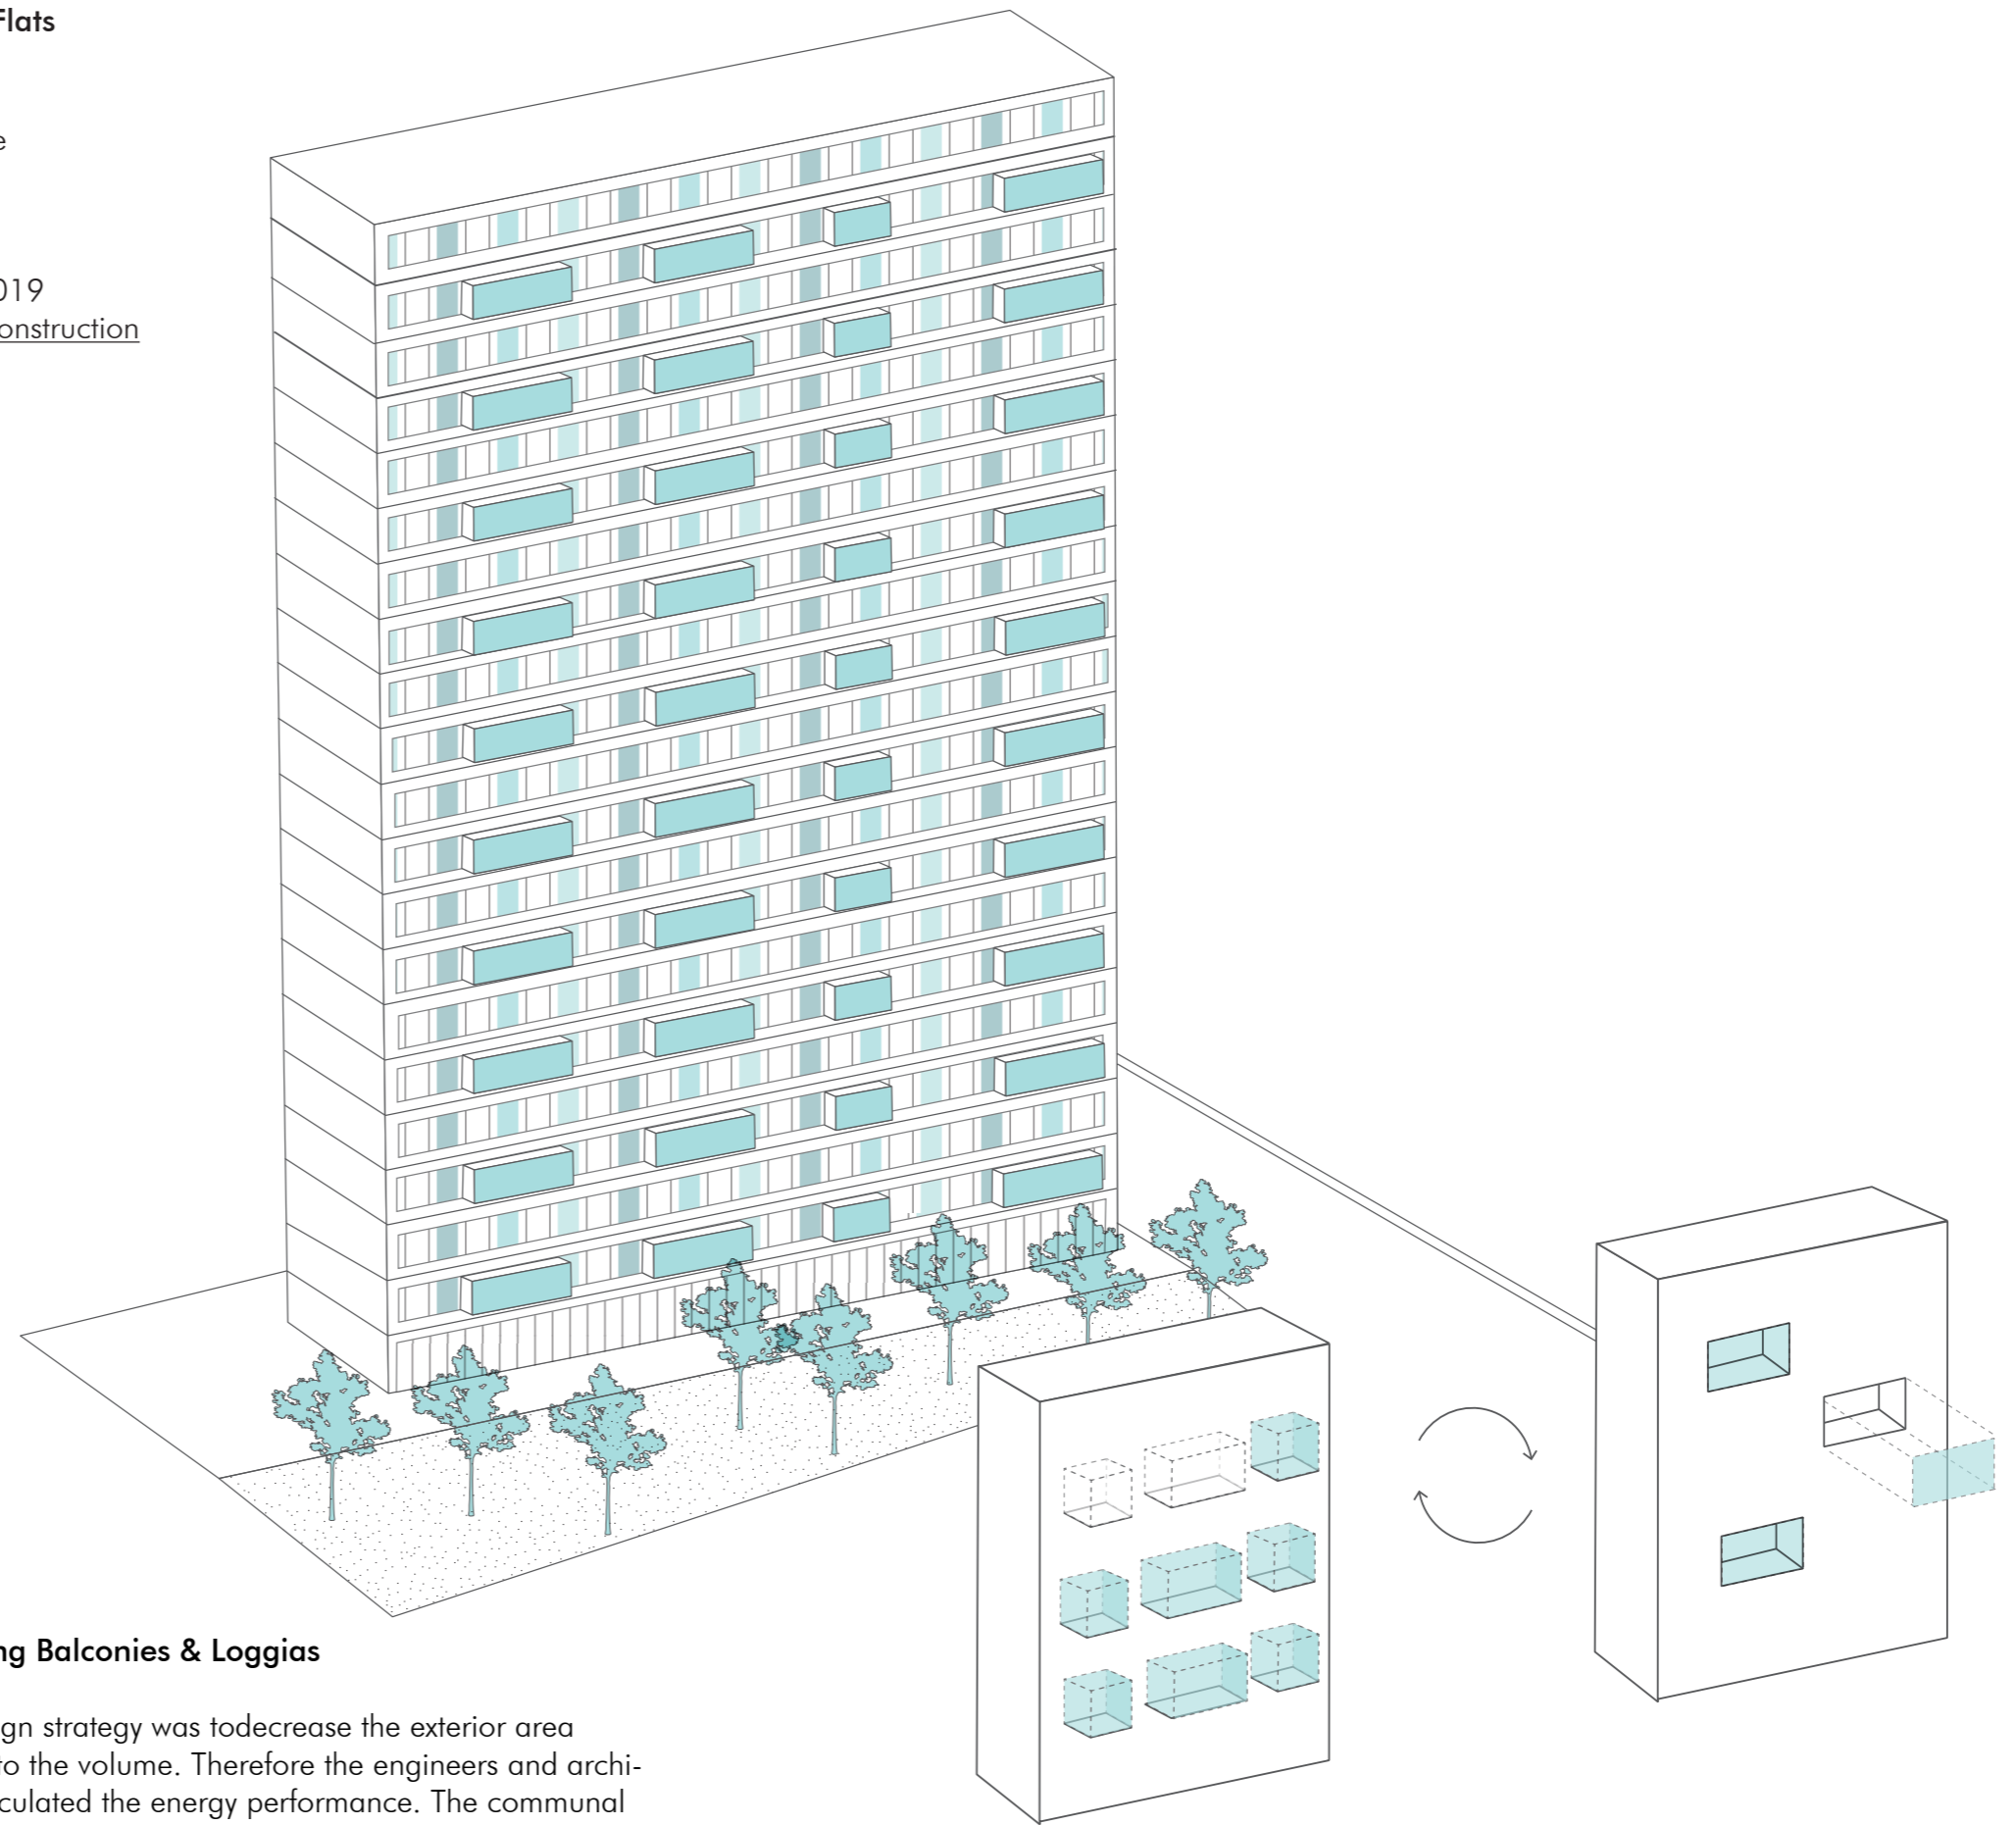 Flats
e
019
onstruction
ng Balconies & Loggias
gn strategy was todecrease the exterior area
to the volume. Therefore the engineers and archi-
culated the energy performance. The communal